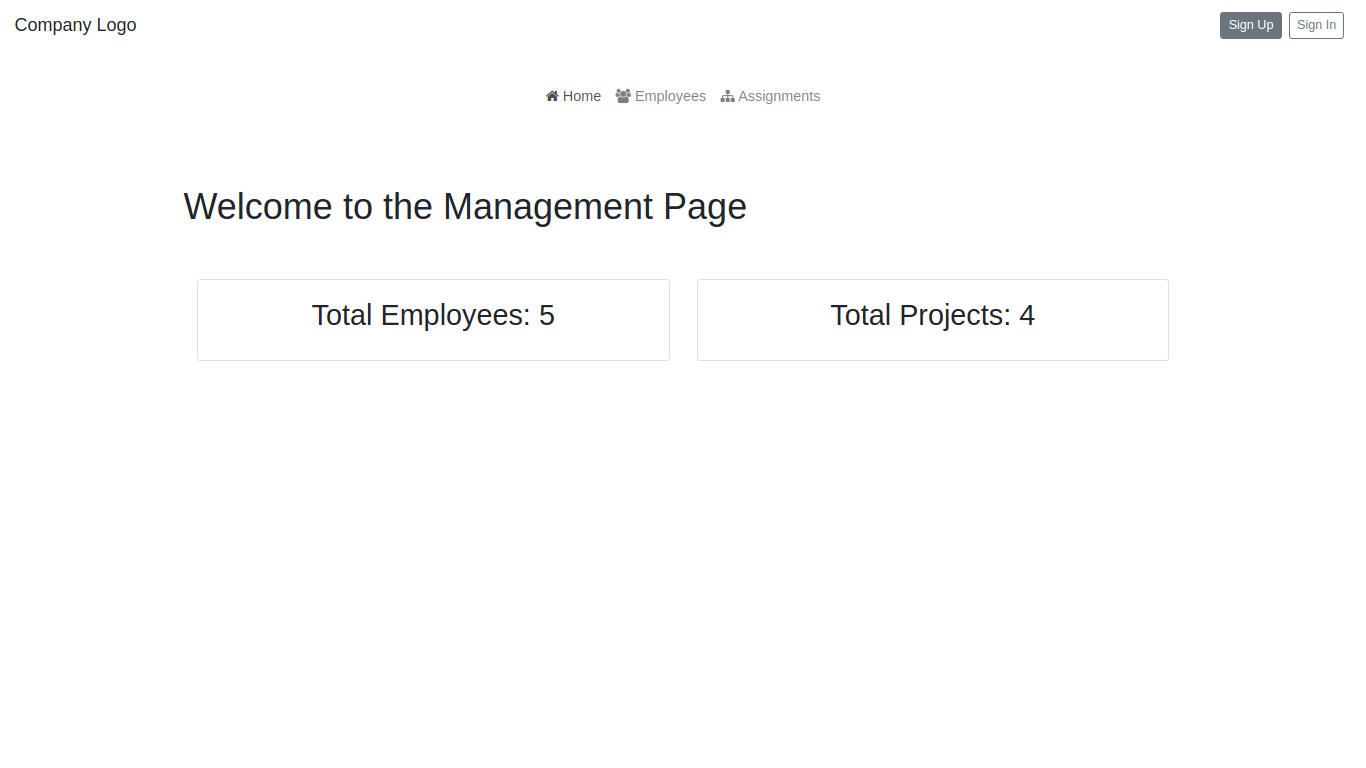 Company Logo
Sign Up
Sign In
Home
Employees
Assignments
Welcome to the Management Page
Total Employees: 5
Total Projects: 4